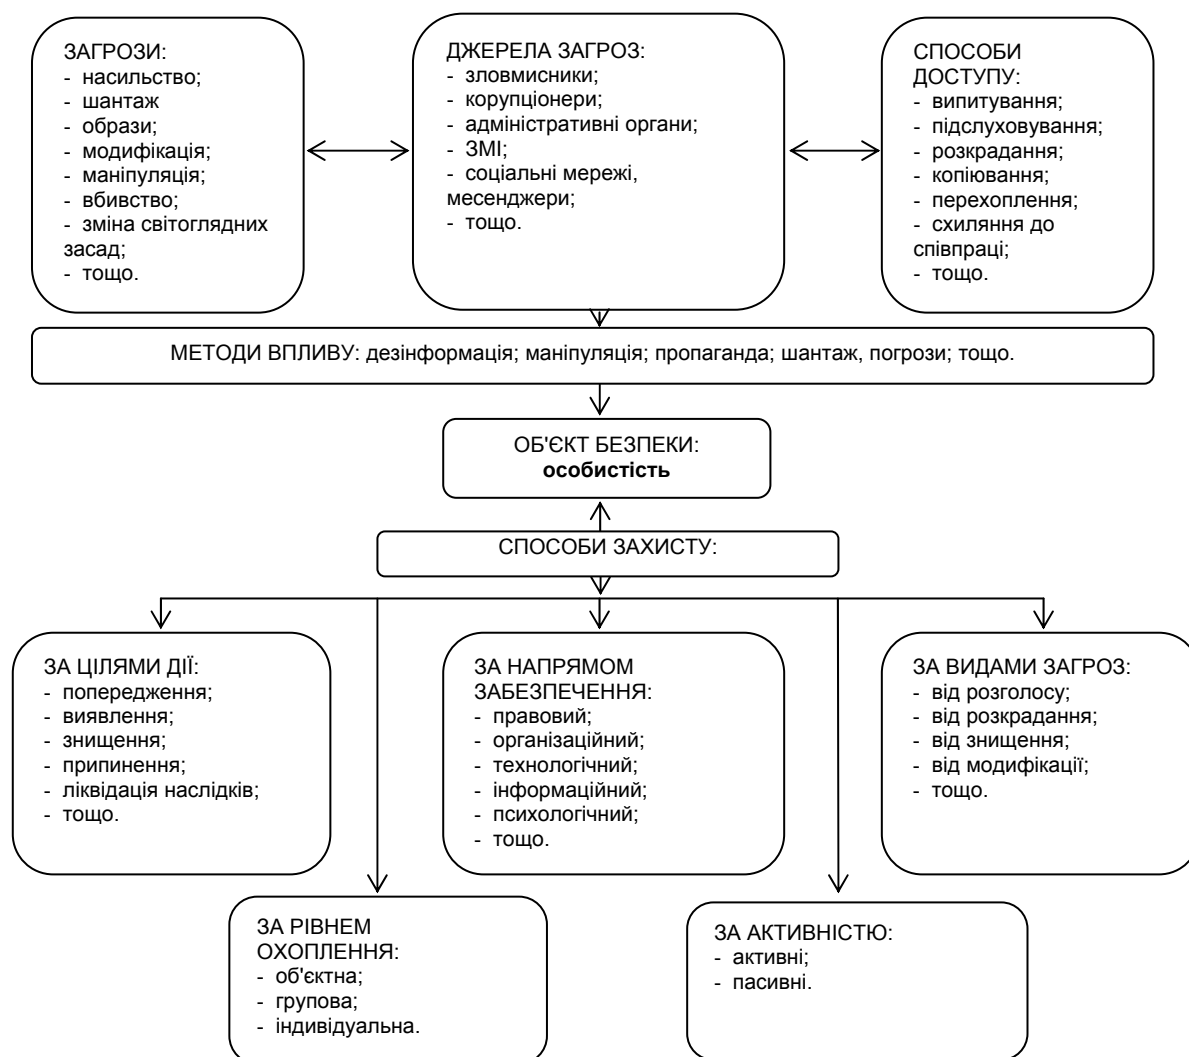 ЗАГРОЗИ:
- насильство;
- шантаж
- образи;
- модифікація;
- маніпуляція;
- вбивство;
- зміна світоглядних
засад;
- тощо.
ДЖЕРЕЛА ЗАГРОЗ:
- зловмисники;
- корупціонери;
- адміністративні органи;
- ЗМІ;
- соціальні мережі,
месенджери;
- тощо.
СПОСОБИ
ДОСТУПУ:
- випитування;
- підслуховування;
- розкрадання;
- копіювання;
- перехоплення;
- схиляння до
співпраці;
- тощо.
МЕТОДИ ВПЛИВУ: дезінформація; маніпуляція; пропаганда; шантаж, погрози; тощо.
ОБ'ЄКТ БЕЗПЕКИ:
особистість
СПОСОБИ ЗАХИСТУ:
ЗА ЦІЛЯМИ ДІЇ:
- попередження;
- виявлення;
- знищення;
- припинення;
- ліквідація наслідків;
- тощо.
ЗА НАПРЯМОМ
ЗАБЕЗПЕЧЕННЯ:
- правовий;
- організаційний;
- технологічний;
- інформаційний;
- психологічний;
- тощо.
ЗА ВИДАМИ ЗАГРОЗ:
- від розголосу;
- від розкрадання;
- від знищення;
- від модифікації;
- тощо.
ЗА РІВНЕМ
ОХОПЛЕННЯ:
- об'єктна;
- групова;
- індивідуальна.
ЗА АКТИВНІСТЮ:
- активні;
- пасивні.